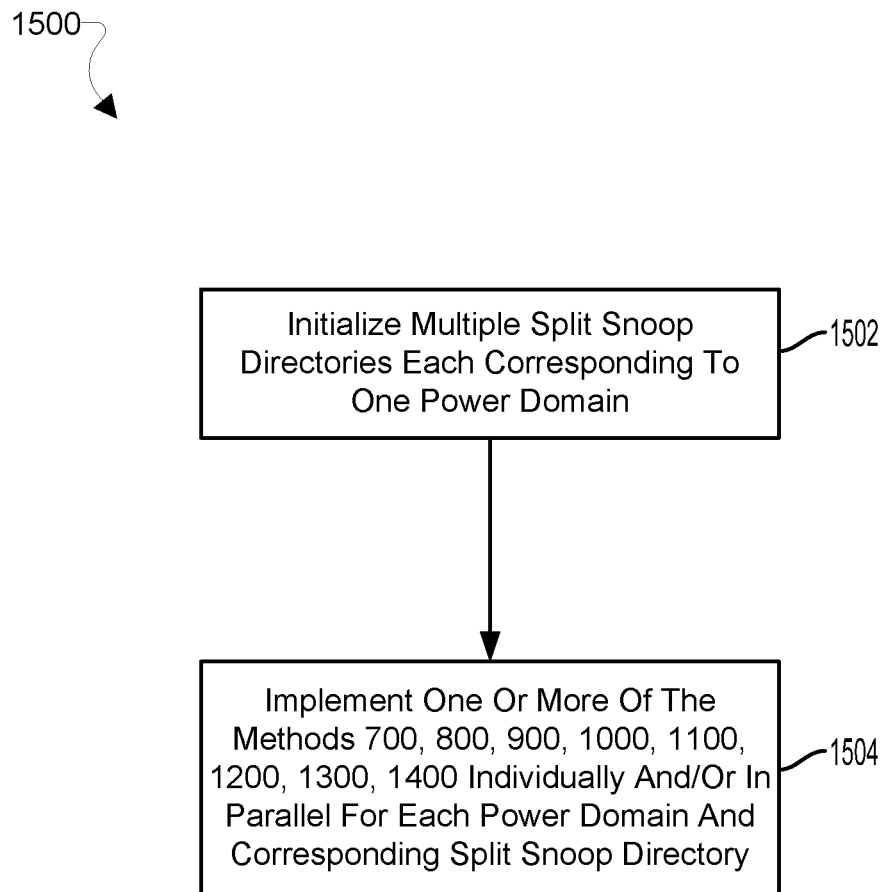 1500
Initialize Multiple Split Snoop
Directories Each Corresponding To
One Power Domain
1502
Implement One Or More Of The
Methods 700, 800, 900, 1000, 1100,
1200, 1300, 1400 Individually And/Or In
Parallel For Each Power Domain And
Corresponding Split Snoop Directory
1504